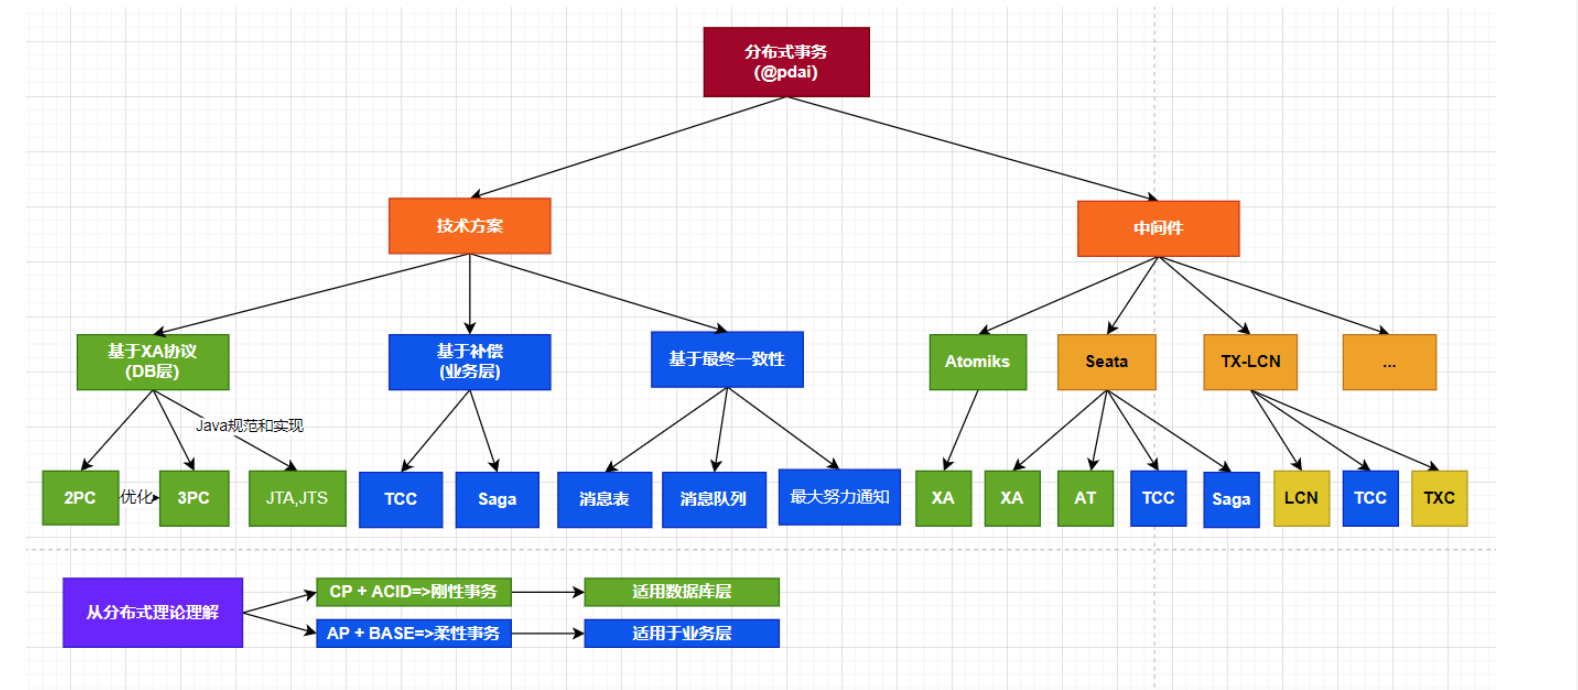 分布式事务
(@pdai)
技术方案
中间件
基于XA协议
(DB层)
基于补偿
(业务层)
基于最终一致性
Atomiks
Seata
TX-LCN
...
Java规范和实现
2PC
优化
3PC
JTA,JTS
TCC
Saga
消息表
消息队列
最大努力通知
XA
XA
AT
TCC
Saga
LCN
TCC
TXC
从分布式理论理解
CP + ACID=>刚性事务
适用数据库层
AP + BASE=>柔性事务
适用于业务层